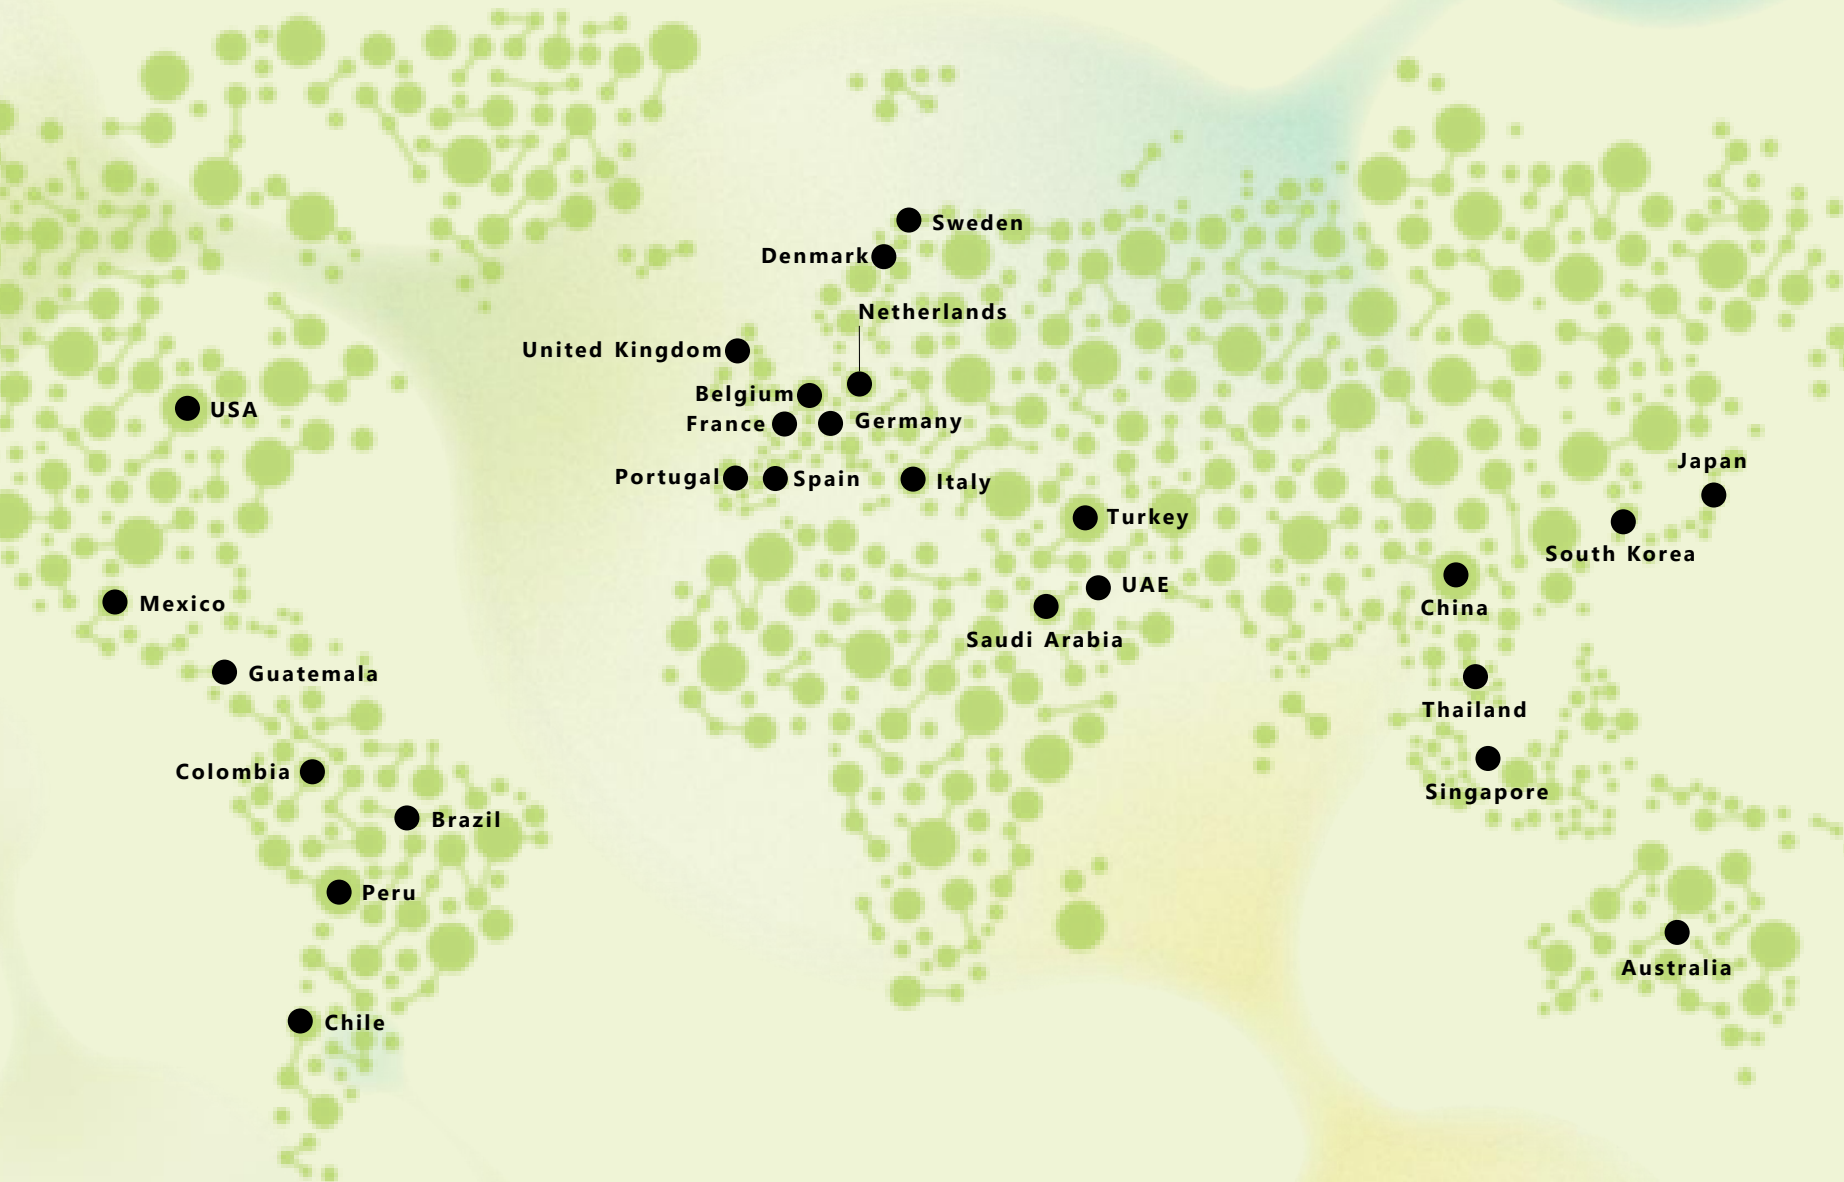 Sweden
Denmark
Netherlands
United Kingdom
Belgium
USA
France
Germany
Japan
Portugal
Spain
Italy
Turkey
South Korea
UAE
Mexico
China
Saudi Arabia
Guatemala
Thailand
Colombia
Singapore
Brazil
Peru
Australia
Chile